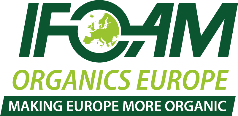 IFOAM
ORGANICS EUROPE
MAKING EUROPE MORE ORGANIC